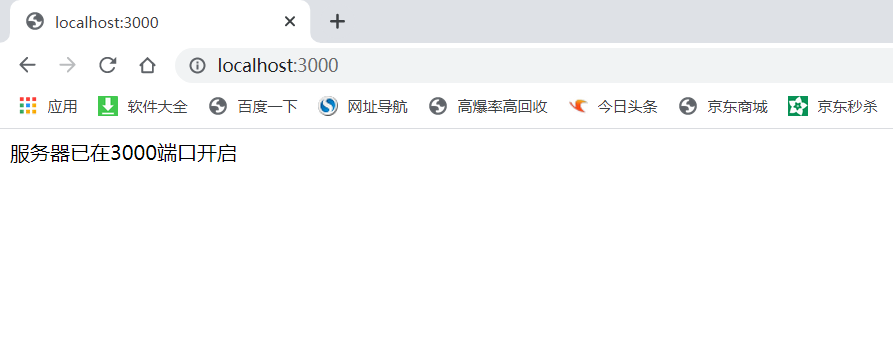 localhost:3000
localhost:3000
应用 软件大全 百度一下 网址导航 高爆率高回收 今日头条 京东商城 京东秒杀
服务器已在3000端口开启